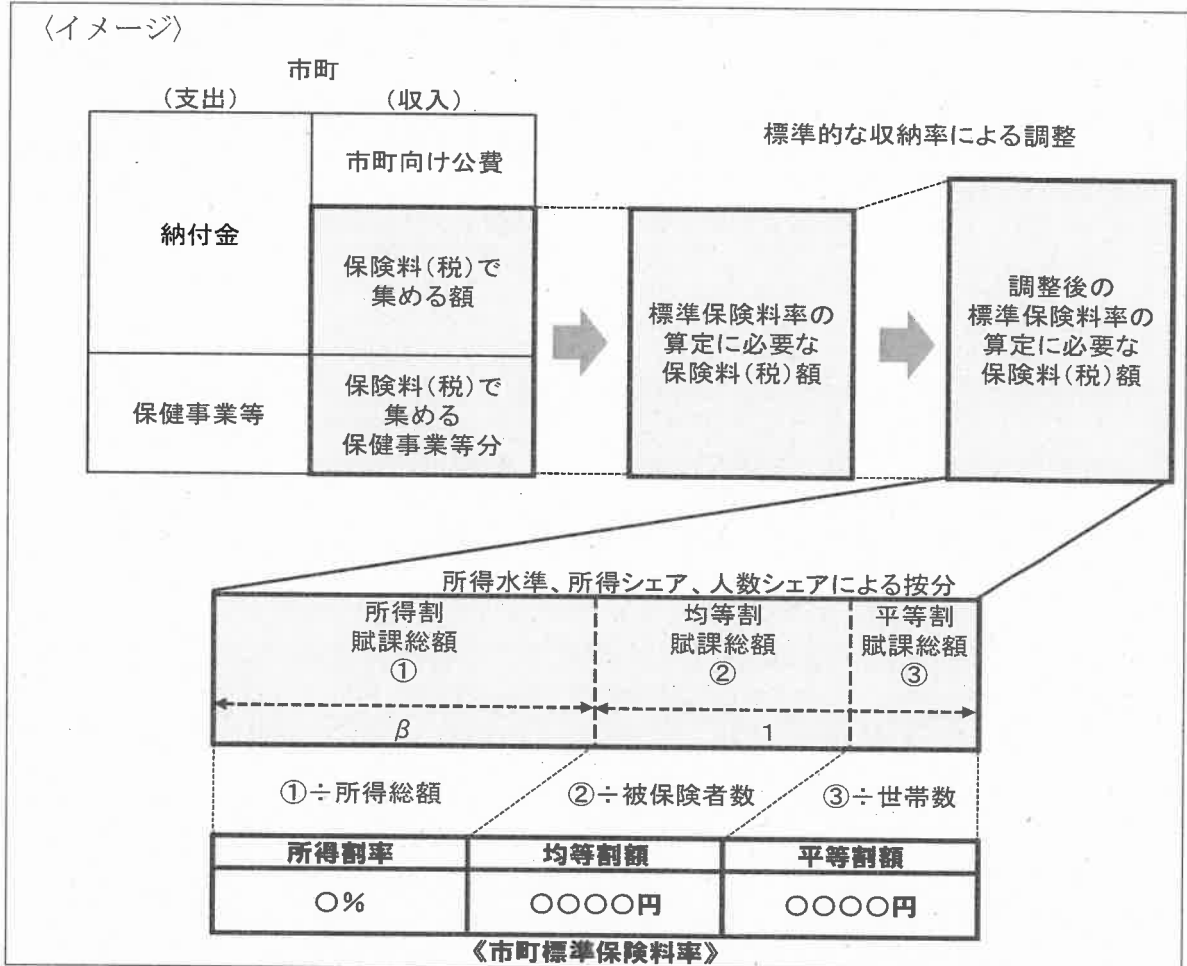 〈イメージ〉
市町
(支出)
(収入)
市町向け公費
標準的な収納率による調整
納付金
保険料(税)で
集める額
保健事業等
保険料(税)で
集める
保健事業等分
標準保険料率の
算定に必要な
保険料(税)額
調整後の
標準保険料率の
算定に必要な
保険料(税)額
所得水準、所得シェア、人数シェアによる按分
所得割
賦課総額
①
均等割
賦課総額
②
平等割
賦課総額
③
β
1
①÷所得総額
②÷被保険者数
③÷世帯数
所得割率
均等割額
平等割額
○%
○○○○円
○○○○円
《市町標準保険料率》